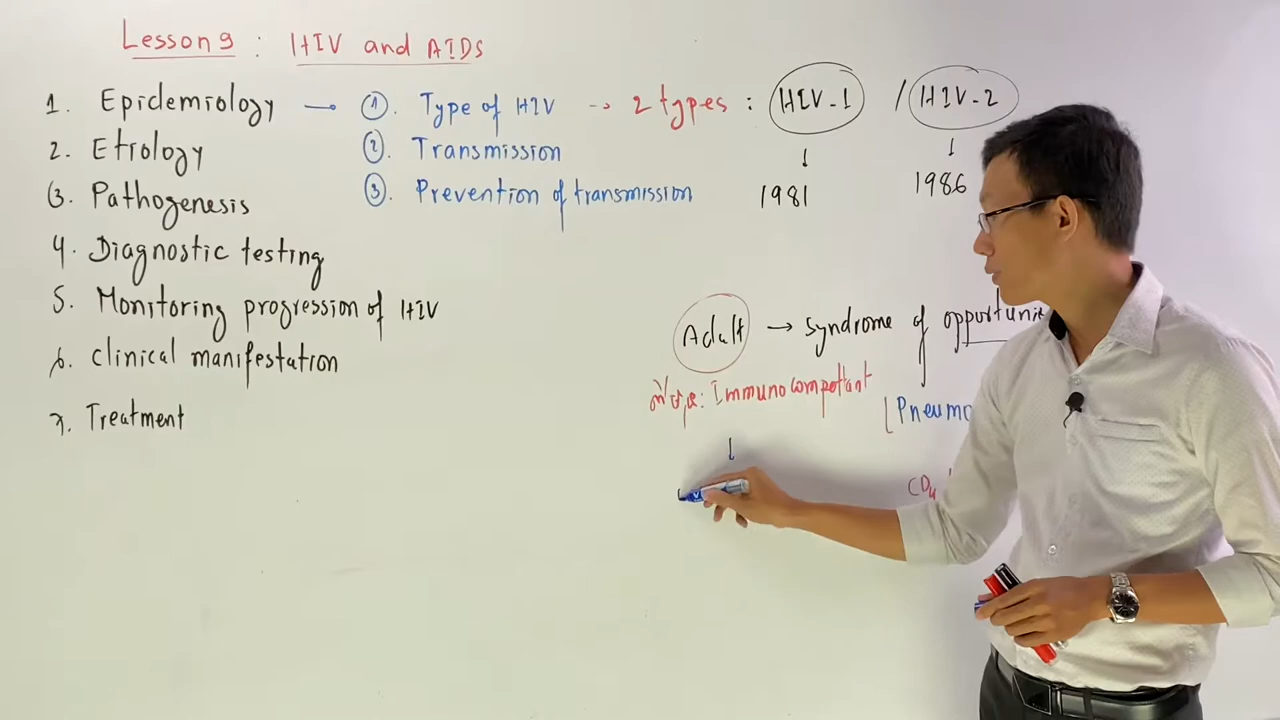 Lesson 9 : HIV and AIDS
1. Epidemiology → ①. Type of HIV → 2 types : HIV-1 / HIV-2
2. Etiology ②. Transmission
3. Pathogenesis ③. Prevention of transmission
1981 1986
4. Diagnostic testing
5. Monitoring progression of HIV
6. Clinical manifestation
7. Treatment
Adult → syndrome of opportuni
Immunocompeltant
Pneumo
CD4